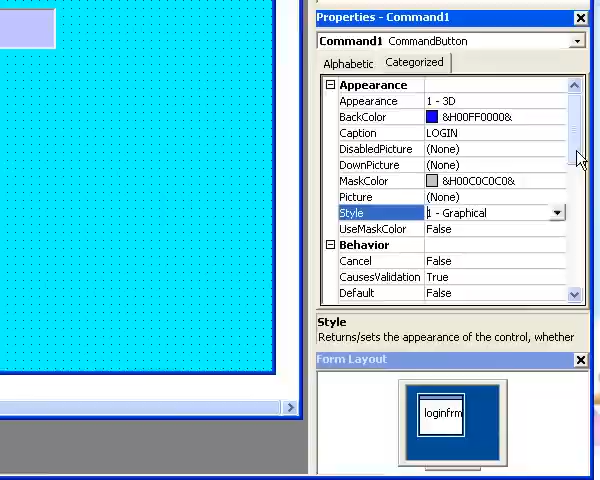 Properties - Command1
Command1 CommandButton
Alphabetic Categorized
Appearance
Appearance 1 - 3D
BackColor &H00FF0000&
Caption LOGIN
DisabledPicture (None)
DownPicture (None)
MaskColor &H00C0C0C0&
Picture (None)
Style 1 - Graphical
UseMaskColor False
Behavior
Cancel False
CausesValidation True
Default False
Style
Returns/sets the appearance of the control, whether
Form Layout
loginfrm